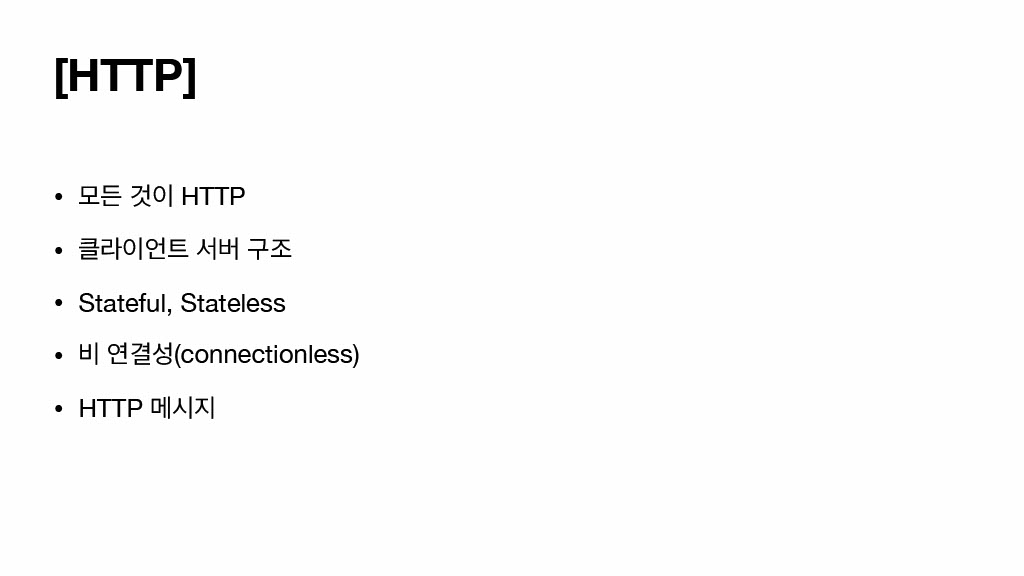 [HTTP]
• 모든 것이 HTTP
• 클라이언트 서버 구조
• Stateful, Stateless
• 비 연결성(connectionless)
• HTTP 메시지